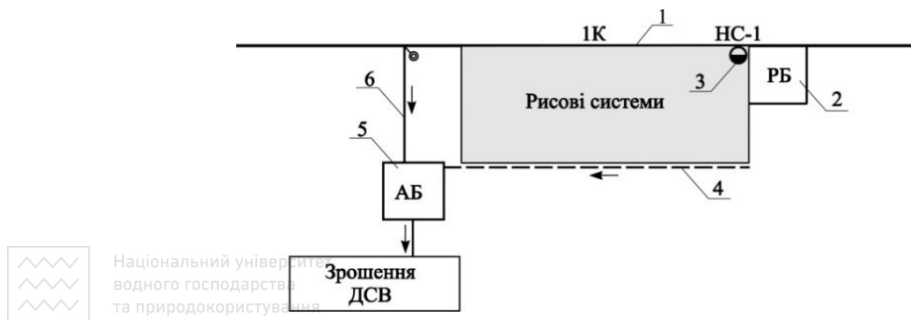 1К
НС-1
1
3
РБ
2
6
Рисові системи
5
АБ
4
Національний університет
водного господарства
та природокористування
Зрошення
ДСВ